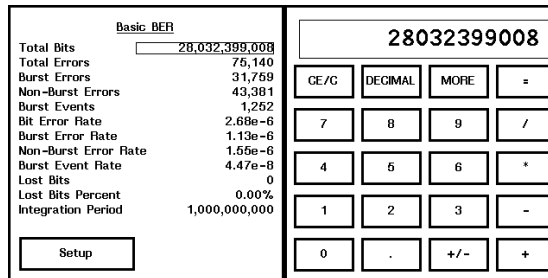 Basic BER
Total Bits 28,032,399,008
Total Errors 75,140
Burst Errors 31,759
Non-Burst Errors 43,381
Burst Events 1,252
Bit Error Rate 2.68e-6
Burst Error Rate 1.13e-6
Non-Burst Error Rate 1.55e-6
Burst Event Rate 4.47e-8
Lost Bits 0
Lost Bits Percent 0.00%
Integration Period 1,000,000,000
Setup
28032399008
CE/C DECIMAL MORE =
7 8 9 /
4 5 6 *
1 2 3 -
0 . +/- +